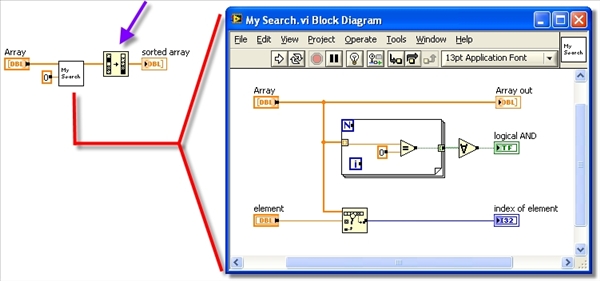 Array
DBL
0
My
Search
sorted array
DBL
My Search.vi Block Diagram
File Edit View Project Operate Tools Window Help
13pt Application Font
My
Search
Array
DBL
Array out
DBL
N
0
=
i
logical AND
TF
element
DBL
index of element
I32